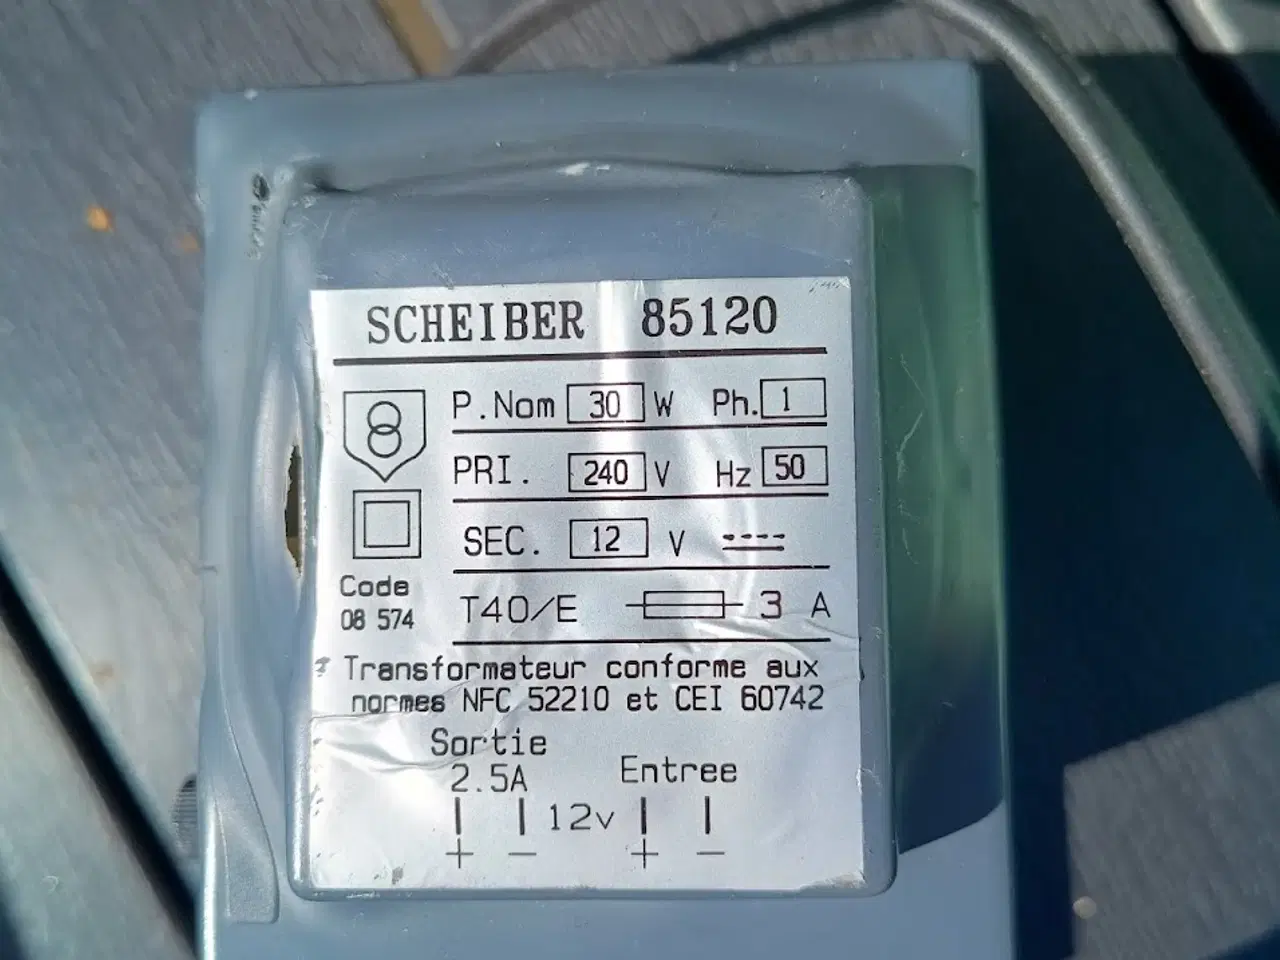 SCHEIBER 85120
P.Nom 30 W Ph. 1
PRI. 240 V Hz 50
SEC. 12 V
Code
08 574
T40/E 3 A
Transformateur conforme aux
normes NFC 52210 et CEI 60742
Sortie
2.5A
Entree
12v
+ - + -